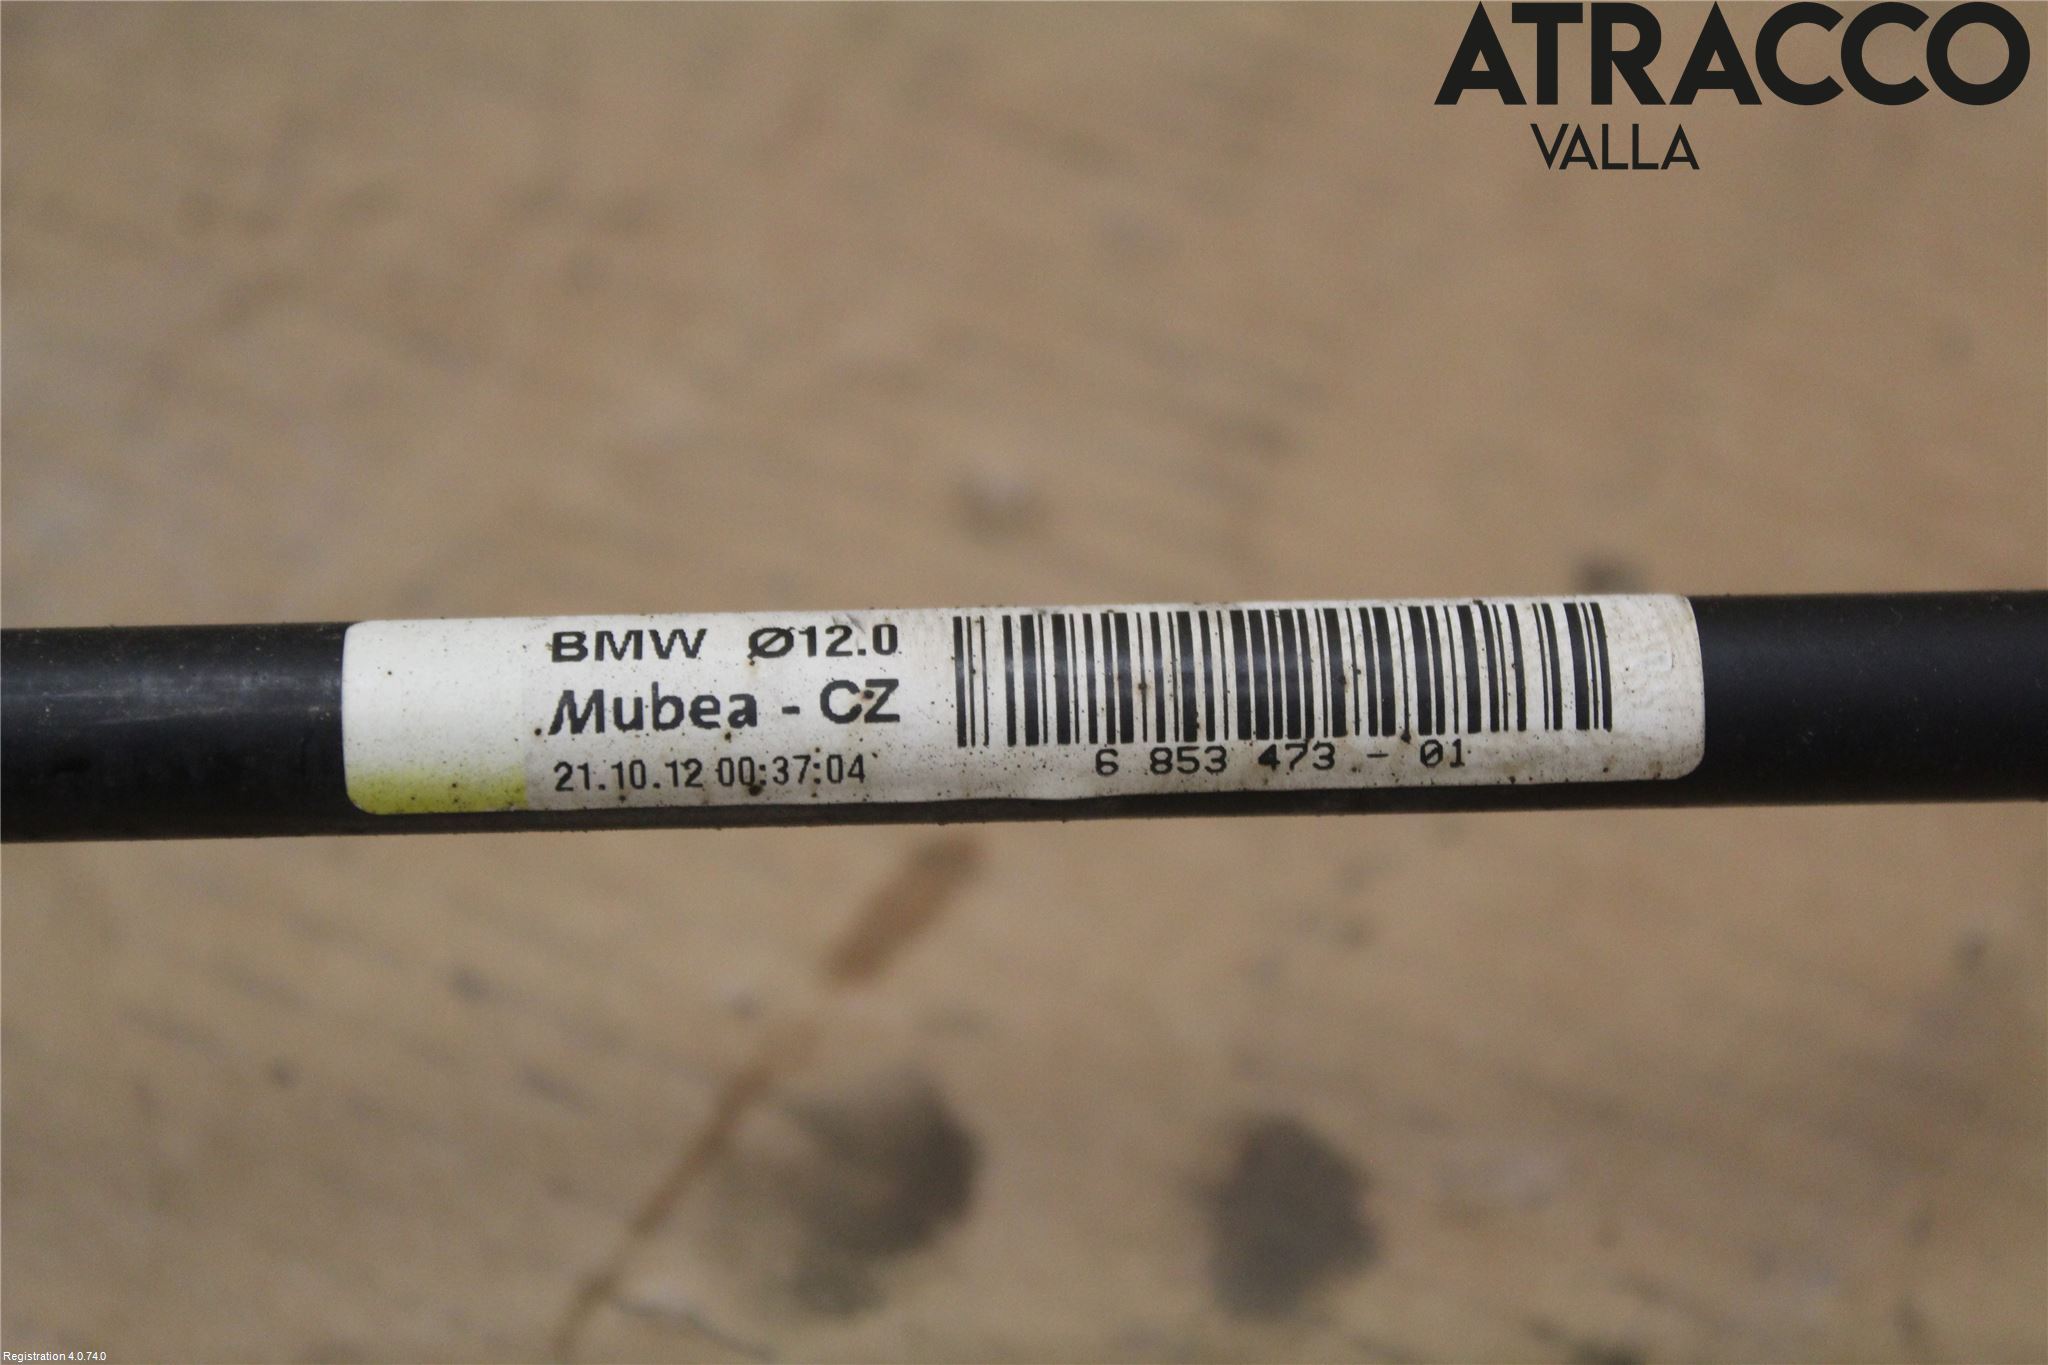 ATRACCO
VALLA
BMW Ø12.0
Mubea - CZ
21.10.12 00:37:04
6 853 473 - 01
Registration 4.0.74.0